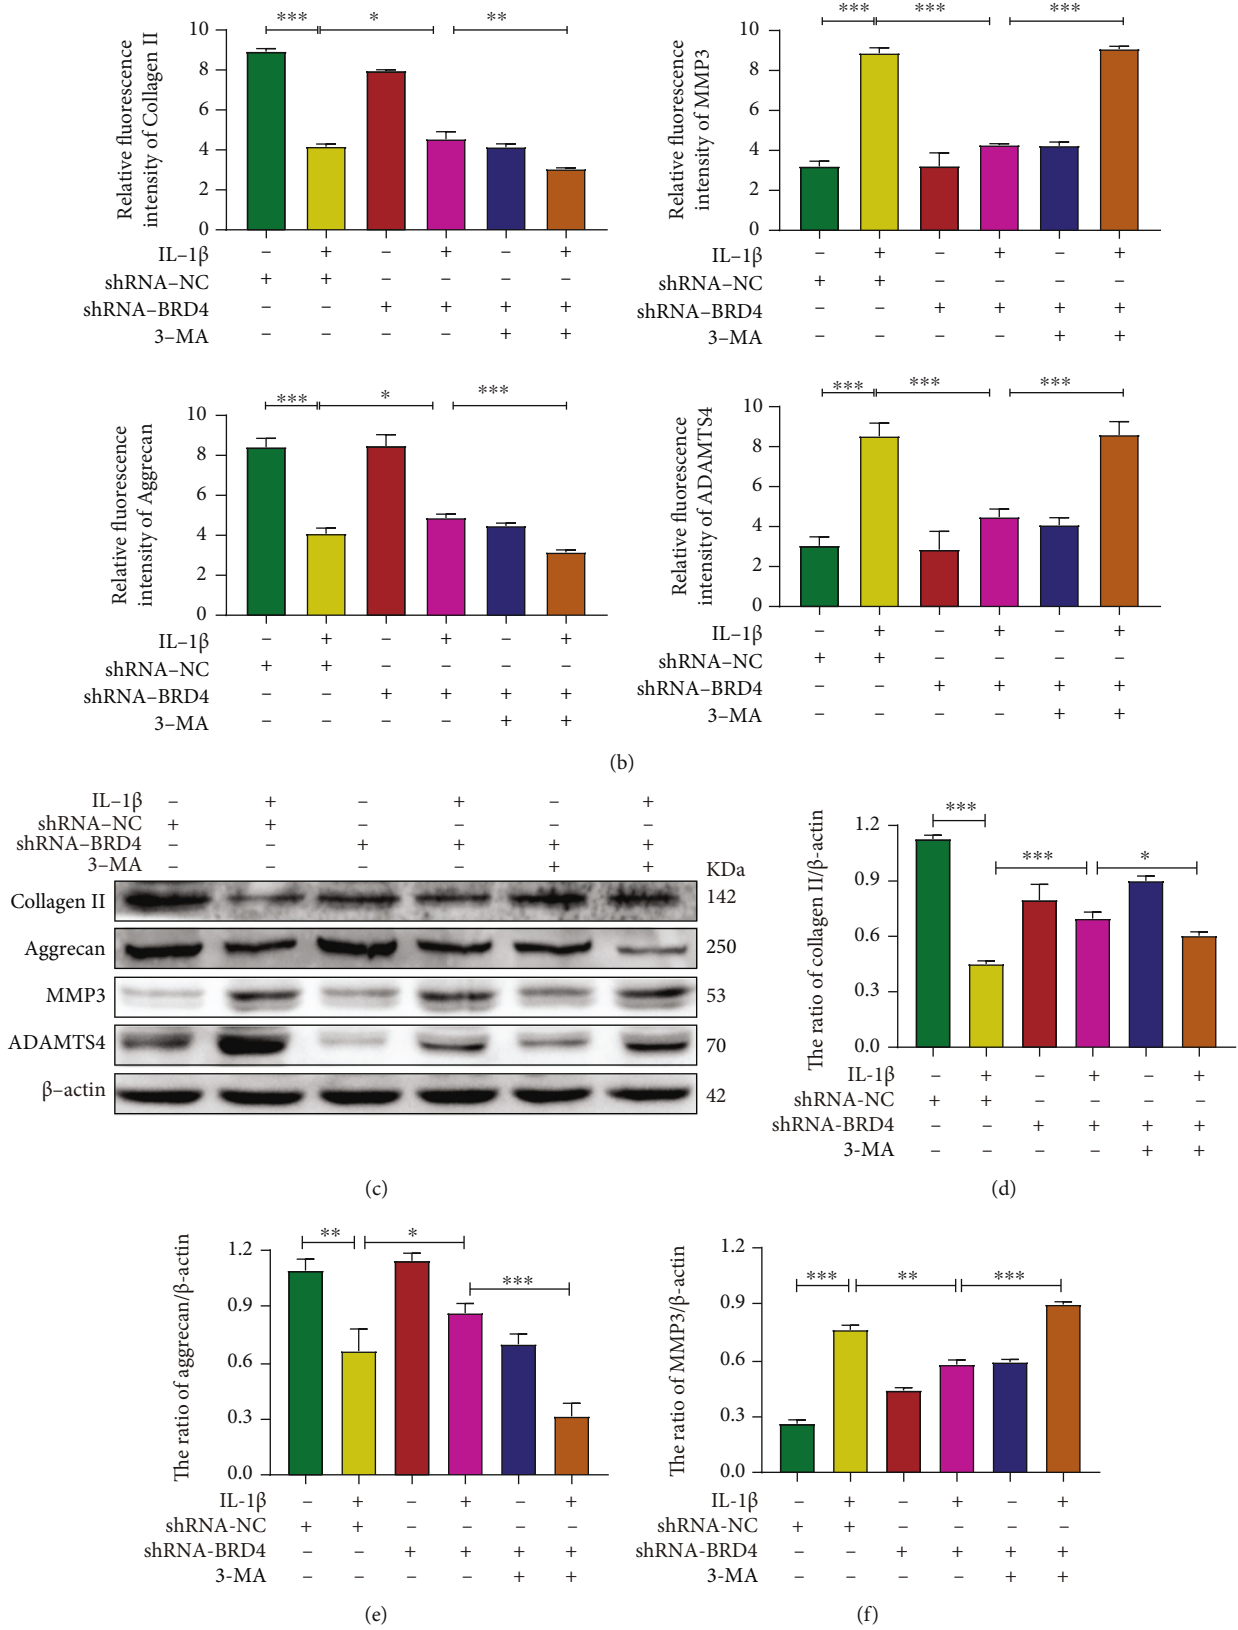 *** * **
Relative fluorescence
intensity of Collagen II
10
8
6
4
2
0
IL–1β – + – + – +
shRNA–NC + + – – – –
shRNA–BRD4 – – + + + +
3–MA – – – – + +
*** *** ***
Relative fluorescence
intensity of MMP3
10
8
6
4
2
0
IL–1β – + – + – +
shRNA–NC + + – – – –
shRNA–BRD4 – – + + + +
3–MA – – – – + +
*** * ***
Relative fluorescence
intensity of Aggrecan
10
8
6
4
2
0
IL–1β – + – + – +
shRNA–NC + + – – – –
shRNA–BRD4 – – + + + +
3–MA – – – – + +
*** *** ***
Relative fluorescence
intensity of ADAMTS4
10
8
6
4
2
0
IL–1β – + – + – +
shRNA–NC + + – – – –
shRNA–BRD4 – – + + + +
3–MA – – – – + +
(b)
IL–1β – + – + – +
shRNA–NC + + – – – –
shRNA–BRD4 – – + + + +
3–MA – – – – + +
KDa
Collagen II 142
Aggrecan 250
MMP3 53
ADAMTS4 70
β–actin 42
(c)
***
*** *
The ratio of collagen II/β-actin
1.2
0.9
0.6
0.3
0.0
IL-1β – + – + – +
shRNA-NC + + – – – –
shRNA-BRD4 – – + + + +
3-MA – – – – + +
(d)
** *
***
The ratio of aggrecan/β-actin
1.2
0.9
0.6
0.3
0.0
IL-1β – + – + – +
shRNA-NC + + – – – –
shRNA-BRD4 – – + + + +
3-MA – – – – + +
(e)
*** ** ***
The ratio of MMP3/β-actin
1.2
0.9
0.6
0.3
0.0
IL-1β – + – + – +
shRNA-NC + + – – – –
shRNA-BRD4 – – + + + +
3-MA – – – – + +
(f)